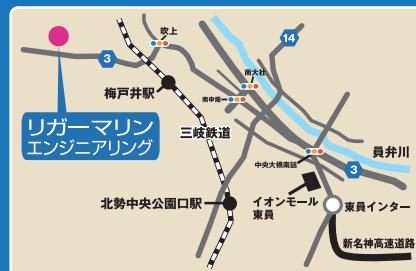 吹上
14
3
南大社
梅戸井駅
南中畑
リガーマリン
エンジニアリング
三岐鉄道
員弁川
中央大橋南詰
3
イオンモール
東員
北勢中央公園口駅
東員インター
新名神高速道路